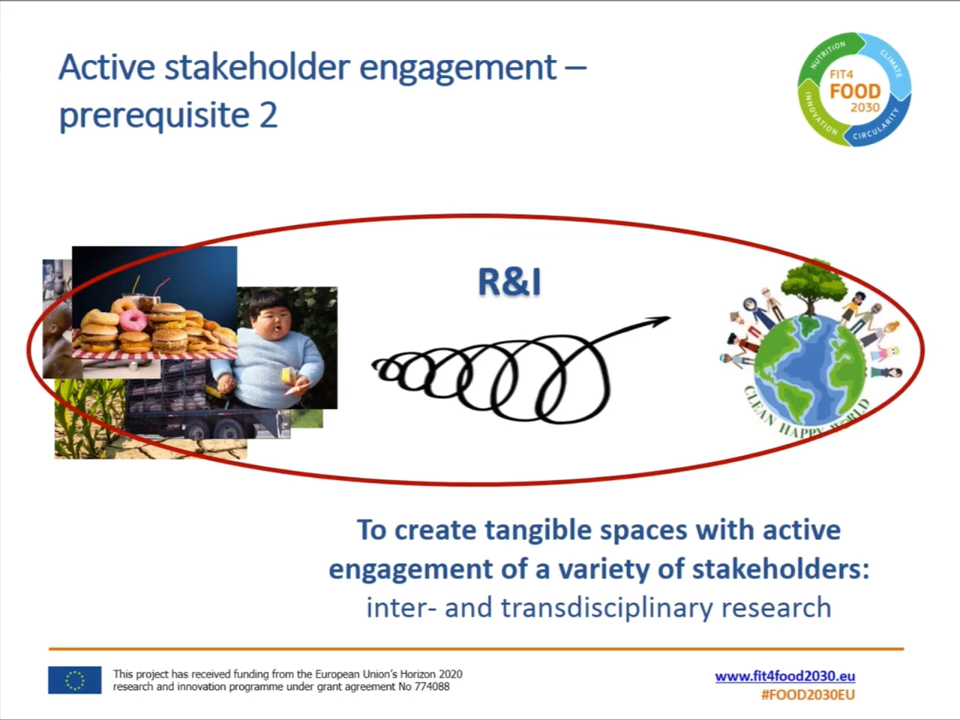 Active stakeholder engagement –
prerequisite 2
NUTRITION
CLIMATE
FIT4
FOOD
2030
INNOVATION
CIRCULARITY
R&I
CLEAN HAPPY WORLD
To create tangible spaces with active
engagement of a variety of stakeholders:
inter- and transdisciplinary research
This project has received funding from the European Union's Horizon 2020
research and innovation programme under grant agreement No 774088
www.fit4food2030.eu
#FOOD2030EU